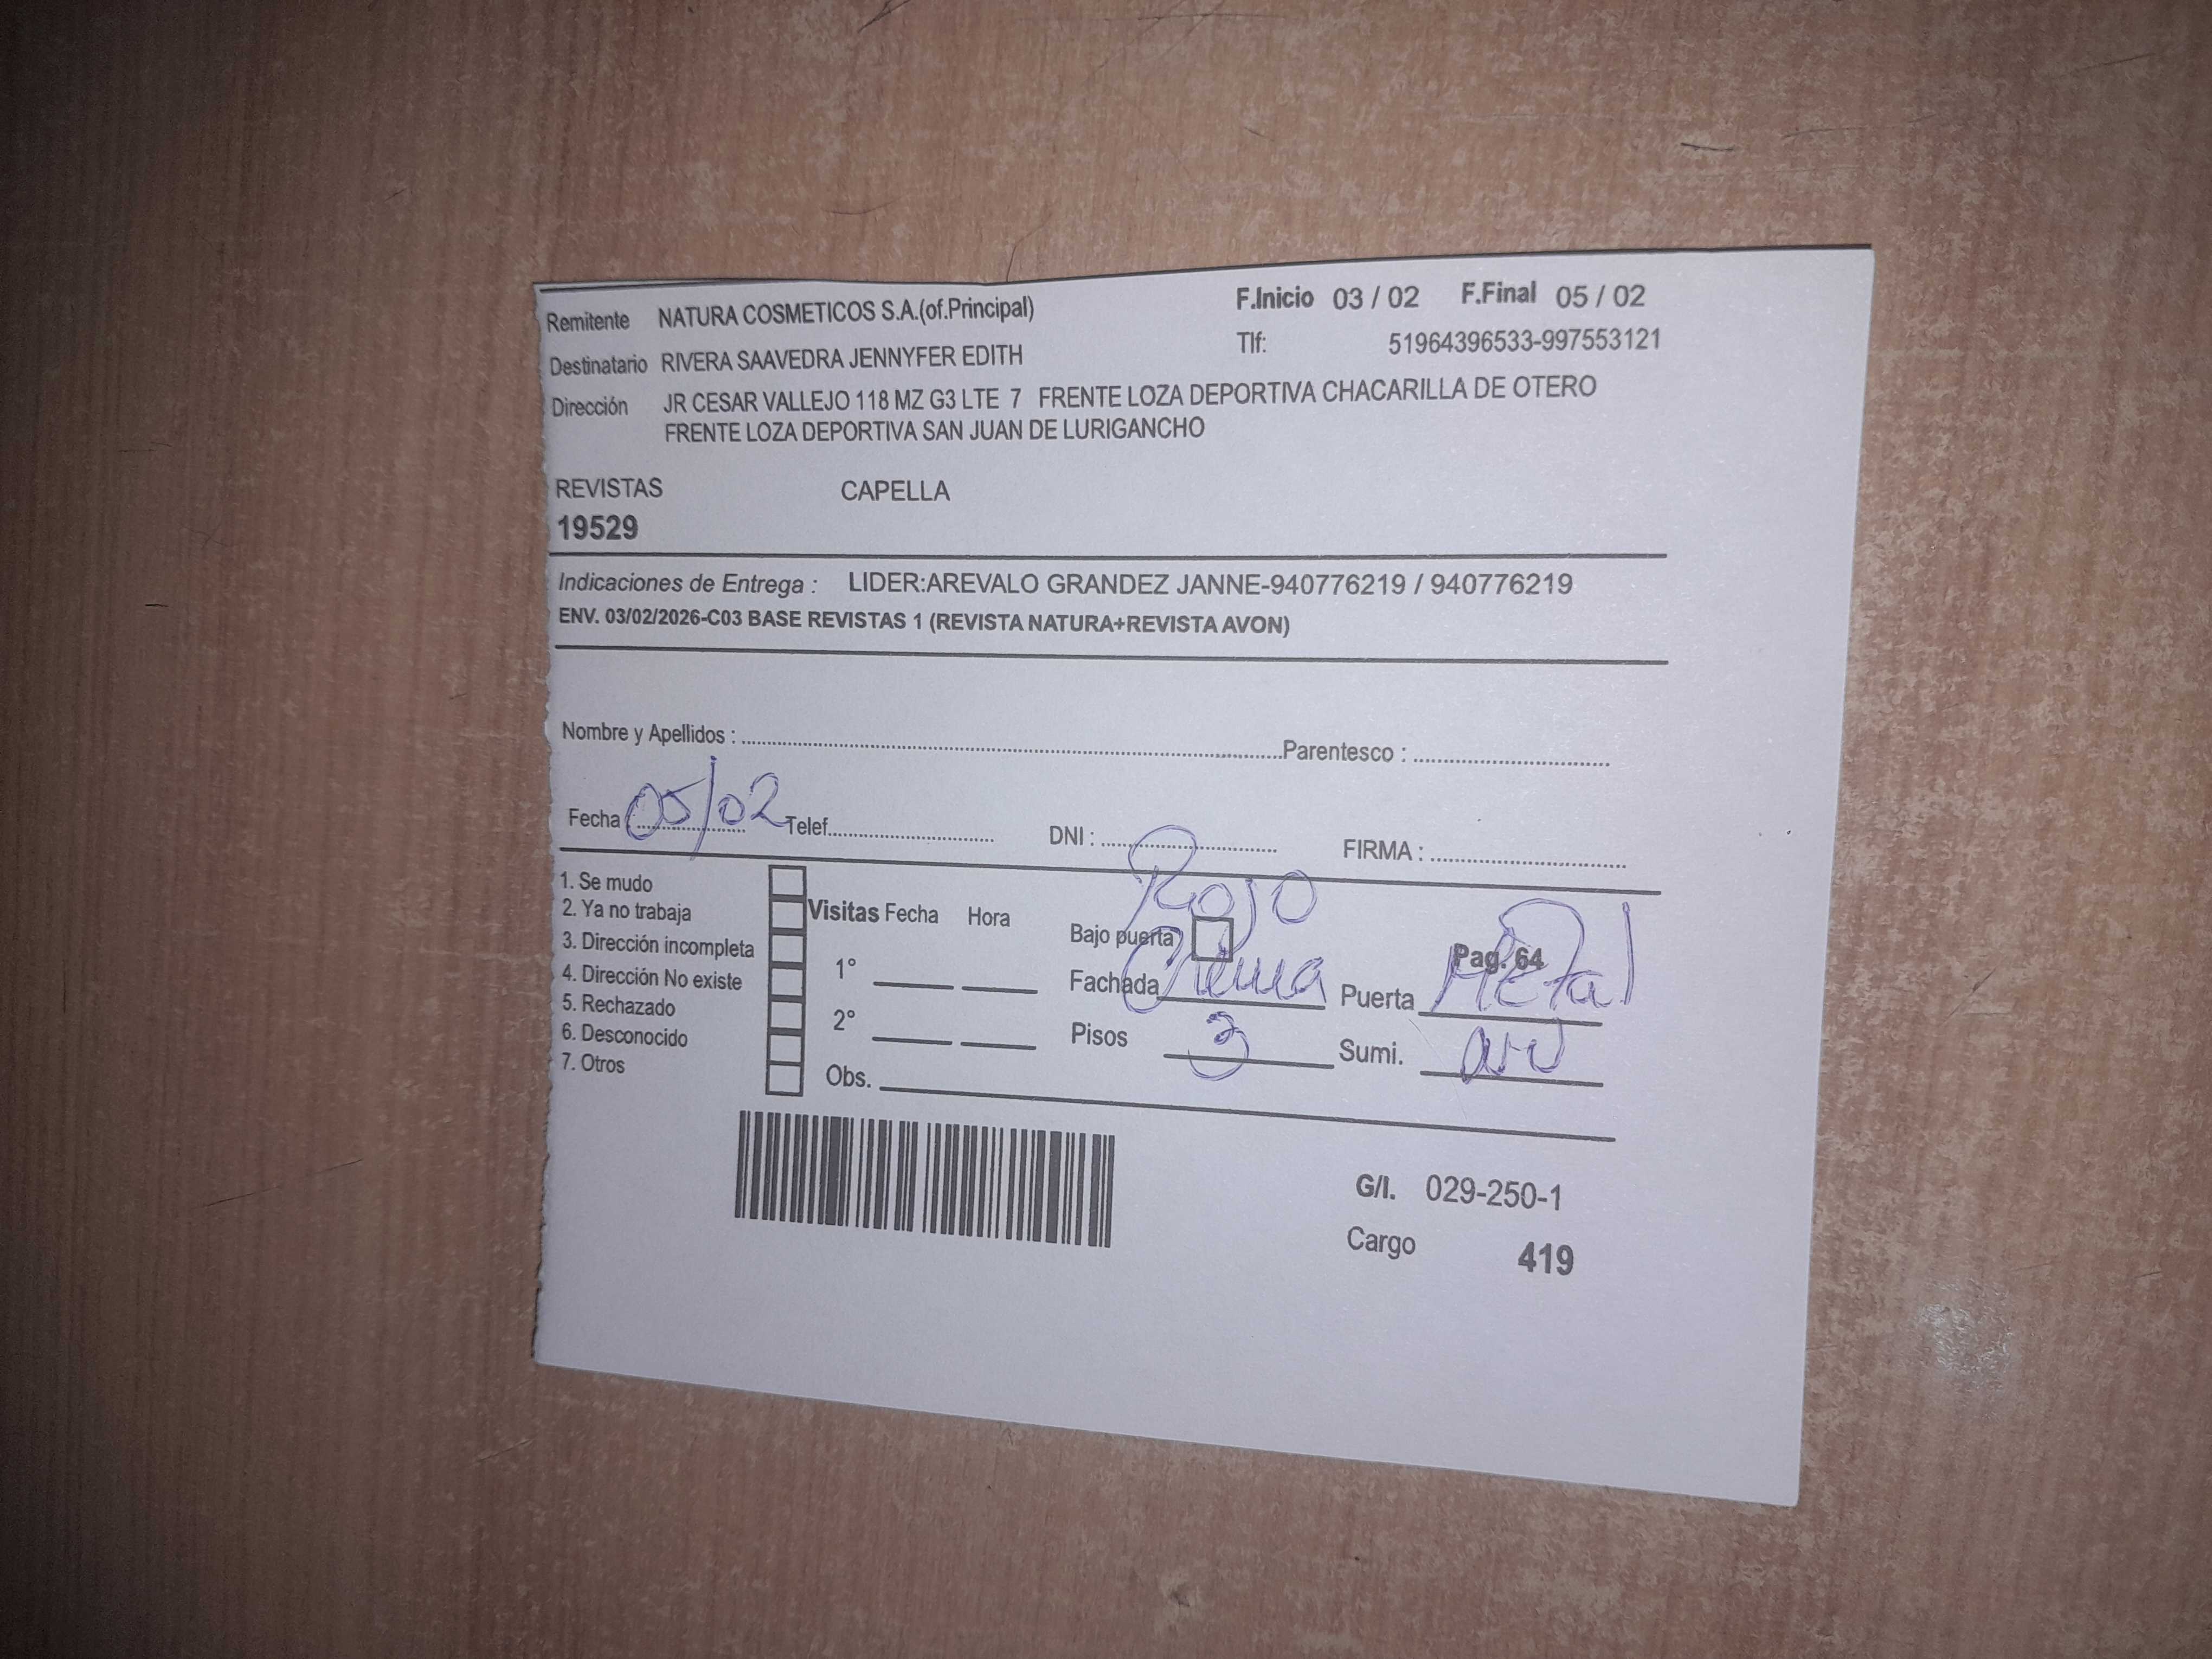 Remitente NATURA COSMETICOS S.A.(of.Principal) F.Inicio 03 / 02 F.Final 05 / 02
Destinatario RIVERA SAAVEDRA JENNYFER EDITH Tlf: 51964396533-997553121
Dirección JR CESAR VALLEJO 118 MZ G3 LTE 7 FRENTE LOZA DEPORTIVA CHACARILLA DE OTERO
FRENTE LOZA DEPORTIVA SAN JUAN DE LURIGANCHO
REVISTAS CAPELLA
19529
Indicaciones de Entrega : LIDER:AREVALO GRANDEZ JANNE-940776219 / 940776219
ENV. 03/02/2026-C03 BASE REVISTAS 1 (REVISTA NATURA+REVISTA AVON)
Nombre y Apellidos : Parentesco :
Fecha : 05/02 Telef. DNI : FIRMA :
1. Se mudo
2. Ya no trabaja
3. Dirección incompleta
4. Dirección No existe
5. Rechazado
6. Desconocido
7. Otros
Visitas Fecha Hora
1°
2°
Obs.
Rojo
Bajo puerta Pag. 64
Fachada Crema Puerta Metal
Pisos 3 Sumi.
G/I. 029-250-1
Cargo 419